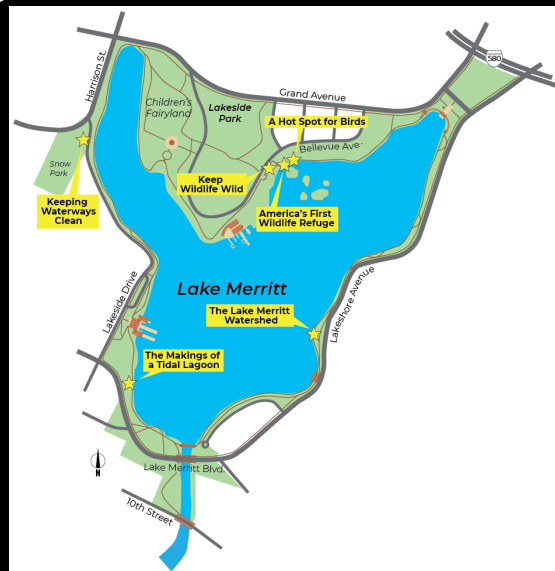 580
Harrison St.
Grand Avenue
Children's
Fairyland
Lakeside
Park
A Hot Spot for Birds
Bellevue Ave.
Snow
Park
Keep
Wildlife Wild
Keeping
Waterways
Clean
America's First
Wildlife Refuge
Lake Merritt
Lakeshore Avenue
Lakeside Drive
The Lake Merritt
Watershed
The Makings of
a Tidal Lagoon
N
Lake Merritt Blvd.
10th Street